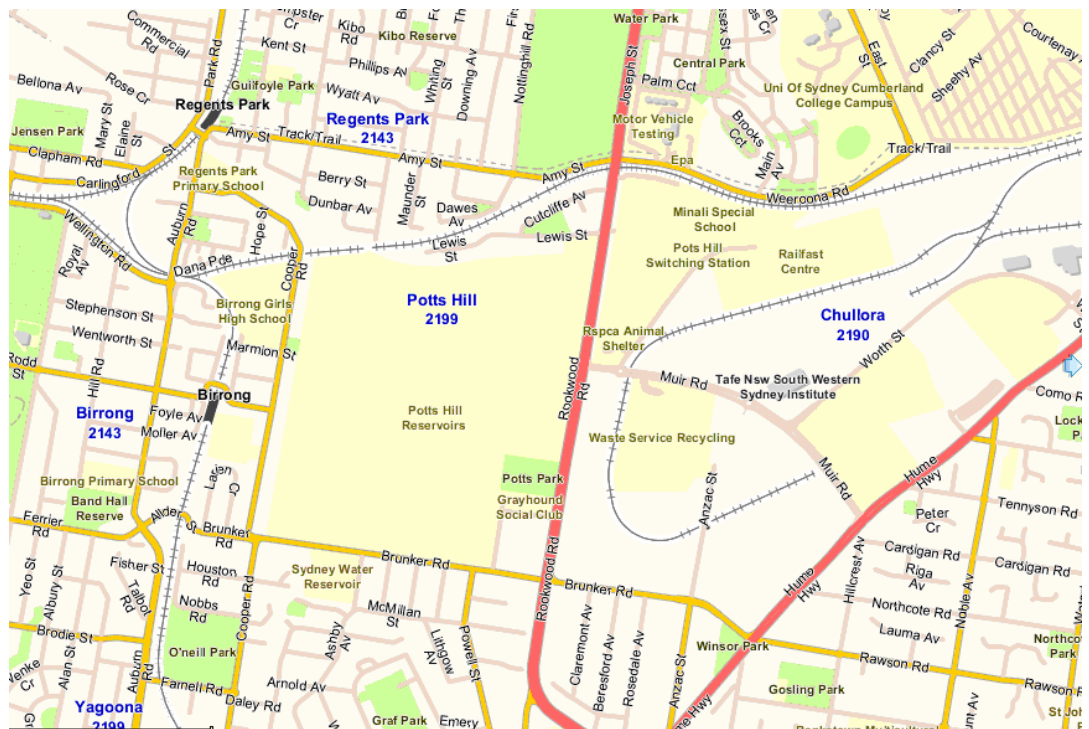 Commercial
Rd
Park Rd
Kent St
Kibo
Rd
Kibo Reserve
Water Park
Joseph St
East
St
Clancy St
Courtenay
Sheehy Av
Phillips Av
Whiting
St
Downing Av
Nottinghill Rd
Central Park
Palm Cct
Uni Of Sydney Cumberland
College Campus
Bellona Av
Rose Cr
Guilfoyle Park
Wyatt Av
Regents Park
Regents Park
2143
Motor Vehicle
Testing
Brooks
Cct
Main
Av
Jensen Park
Mary St
Elaine
St
Amy St
Track/Trail
Amy St
Amy St
Epa
Track/Trail
Clapham Rd
Carlingford
St
Regents Park
Primary School
Berry St
Dunbar Av
Maunder
St
Dawes
Av
Cutcliffe Av
Weeroona Rd
Minali Special
School
Wellington Rd
Royal
Av
Auburn
Rd
Hope St
Cooper
Rd
Lewis
St
Lewis St
Pots Hill
Switching Station
Railfast
Centre
Dana Pce
Potts Hill
2199
Birrong Girls
High School
Stephenson St
Wentworth St
Marmion St
Rspca Animal
Shelter
Chullora
2190
Worth St
Rodd
St
Hill Rd
Birrong
Rookwood
Rd
Muir Rd
Tafe Nsw South Western
Sydney Institute
Como R
Birrong
2143
Foyle Av
Moller Av
Potts Hill
Reservoirs
Waste Service Recycling
Lock
P
Birrong Primary School
Band Hall
Reserve
Larien
Cr
Potts Park
Grayhound
Social Club
Anzac St
Muir Rd
Hume
Hwy
Tennyson Rd
Peter
Cr
Ferrier
Rd
Allder St
Brunker
Rd
Brunker Rd
Rookwood Rd
Brunker Rd
Hume
Hwy
Hillcrest Av
Cardigan Rd
Cardigan Rd
Riga
Av
Noble Av
Yeo St
Albury St
Fisher St
Talbot
Rd
Houston
Rd
Nobbs
Rd
Cooper Rd
Sydney Water
Reservoir
McMillan
St
Ashby
Av
Lithgow
Av
Powell St
Claremont Av
Beresford Av
Rosedale Av
Anzac St
Winsor Park
Northcote Rd
Lauma Av
Northcot
Park
Rawson Rd
Rawson R
Brodie St
Alan St
Auburn
Rd
O'neill Park
Farnell Rd
Daley Rd
Arnold Av
Graf Park
Emery
Gosling Park
Hwy
St Joh
Yagoona
2199